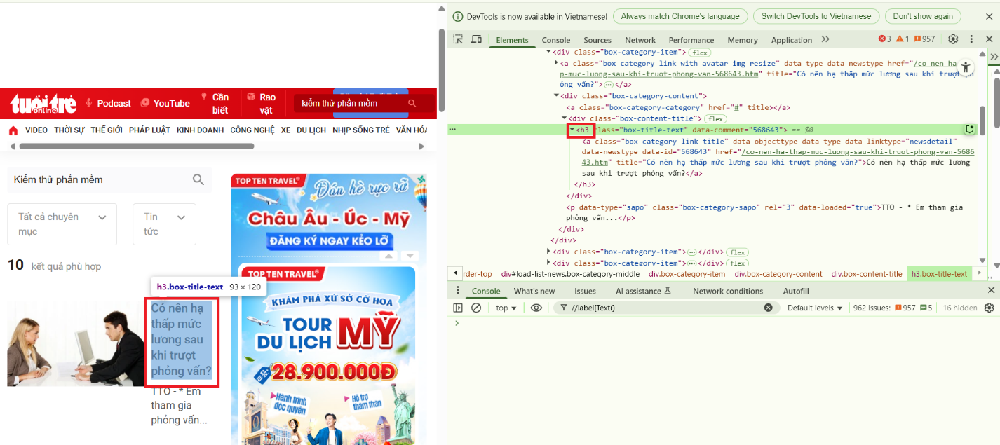 tuổi trẻ
online
Podcast
YouTube
Cần
biết
Rao
vặt
kiểm thử phần mềm
VIDEO THỜI SỰ THẾ GIỚI PHÁP LUẬT KINH DOANH CÔNG NGHỆ XE DU LỊCH NHỊP SỐNG TRẺ VĂN HÓA
Kiểm thử phần mềm
Tất cả chuyên
mục
Tin
tức
10 kết quả phù hợp
h3.box-title-text 93 × 120
Có nên hạ
thấp mức
lương sau
khi trượt
phỏng vấn?
TTO - * Em
tham gia
phỏng vấn...
TOP TEN TRAVEL
Đón hè rực rỡ
Châu Âu - Úc - Mỹ
ĐĂNG KÝ NGAY KẺO LỠ
TOP TEN TRAVEL
KHÁM PHÁ XỨ SỞ CỜ HOA
TOUR
DU LỊCH MỸ
28.900.000Đ
Hành trình
độc quyền
Hỗ trợ
thăm thân
DevTools is now available in Vietnamese! Always match Chrome's language Switch DevTools to Vietnamese Don't show again
Elements Console Sources Network Performance Memory Application 3 1 957
<div class="box-category-item"> flex
<a class="box-category-link-with-avatar img-resize" data-type data-newstype href="/co-nen-ha-
p-muc-luong-sau-khi-truot-phong-van-568643.htm" title="Có nên hạ thấp mức lương sau khi trượt ph
ỏng vấn?"> </a>
<div class="box-category-content">
<a class="box-category-category" href="#" title></a>
<div class="box-content-title"> flex
<h3 class="box-title-text" data-comment="568643"> == $0
<a class="box-category-link-title" data-objecttype data-type data-linktype="newsdetail"
data-newstype data-id="568643" href="/co-nen-ha-thap-muc-luong-sau-khi-truot-phong-van-5686
43.htm" title="Có nên hạ thấp mức lương sau khi trượt phỏng vấn?">Có nên hạ thấp mức lương
sau khi trượt phỏng vấn?</a>
</h3>
</div>
<p data-type="sapo" class="box-category-sapo" rel="3" data-loaded="true">TTO - * Em tham gia
phỏng vấn...</p>
</div>
</div>
<div class="box-category-item"> </div> flex
<div class="box-category-item"> </div> flex
rder-top div#load-list-news.box-category-middle div.box-category-item div.box-category-content div.box-content-title h3.box-title-text
Console What's new Issues AI assistance Network conditions Autofill
top //label[Text() Default levels 962 Issues: 957 5 16 hidden